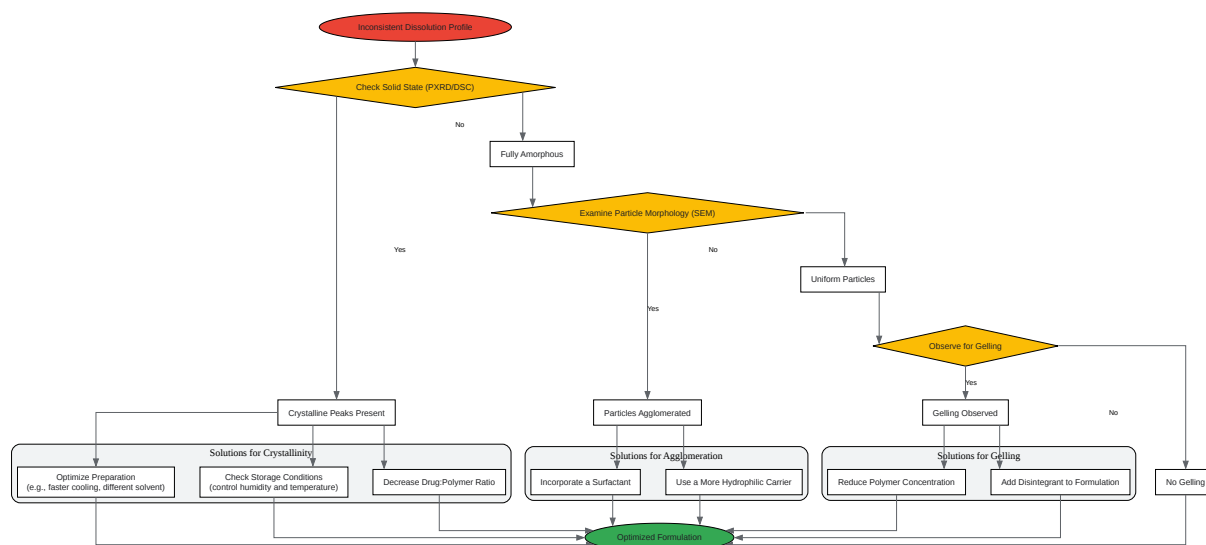 Inconsistent Dissolution Profile
Check Solid State (PXRD/DSC)
No
Fully Amorphous
Examine Particle Morphology (SEM)
Yes
No
Uniform Particles
Yes
Observe for Gelling
Yes
Crystalline Peaks Present
Particles Agglomerated
Gelling Observed
No
Solutions for Crystallinity
Solutions for Agglomeration
Solutions for Gelling
Optimize Preparation
(e.g., faster cooling, different solvent)
Check Storage Conditions
(control humidity and temperature)
Decrease Drug:Polymer Ratio
Incorporate a Surfactant
Use a More Hydrophilic Carrier
Reduce Polymer Concentration
Add Disintegrant to Formulation
No Gelling
Optimized Formulation